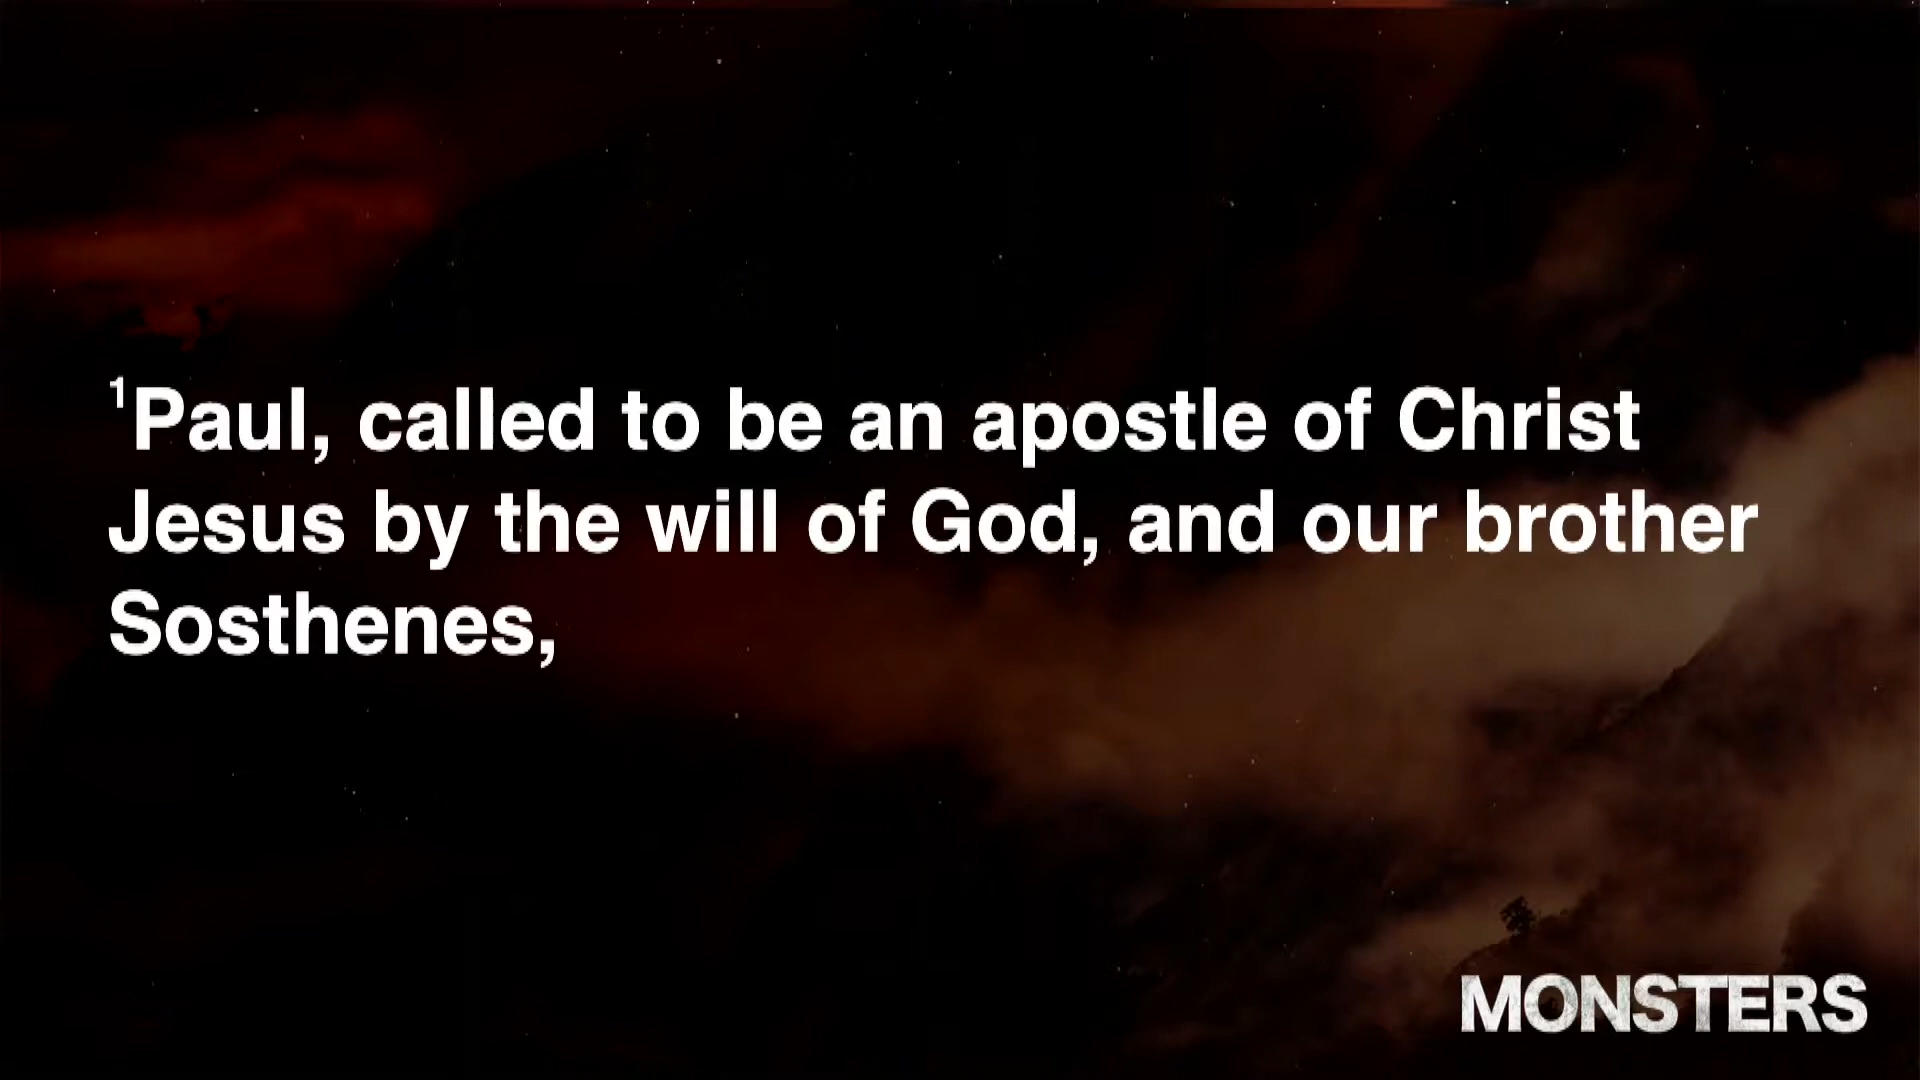 ¹Paul, called to be an apostle of Christ
Jesus by the will of God, and our brother
Sosthenes,
MONSTERS